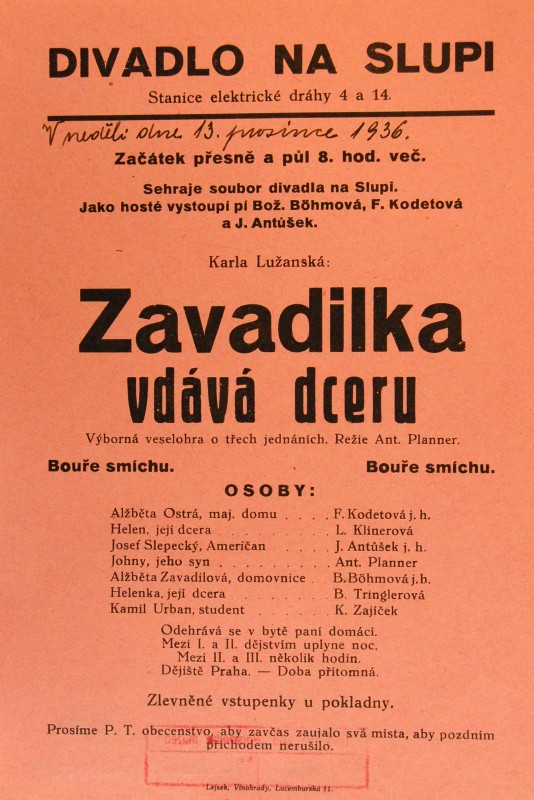 DIVADLO NA SLUPI
Stanice elektrické dráhy 4 a 14.
V neděli dne 13. prosince 1936.
Začátek přesně a půl 8. hod. več.
Sehraje soubor divadla na Slupi.
Jako hosté vystoupí pí Bož. Böhmová, F. Kodetová
a J. Antůšek.
Karla Lužanská:
Zavadilka
vdává dceru
Výborná veselohra o třech jednáních. Režie Ant. Planner.
Bouře smíchu. Bouře smíchu.
OSOBY:
Alžběta Ostrá, maj. domu . . . . F. Kodetová j. h.
Helen, její dcera . . . . . . . L. Klinerová
Josef Slepecký, Američan . . . . J. Antůšek j. h.
Johny, jeho syn . . . . . . . . Ant. Planner
Alžběta Zavadilová, domovnice . B. Böhmová j. h.
Helenka, její dcera . . . . . . B. Tringlerová
Kamil Urban, student . . . . . K. Zajíček
Odehrává se v bytě paní domácí.
Mezi I. a II. dějstvím uplyne noc.
Mezi II. a III. několik hodin.
Dějiště Praha. — Doba přítomná.
Zlevněné vstupenky u pokladny.
Prosíme P. T. obecenstvo, aby zavčas zaujalo svá místa, aby pozdním
příchodem nerušilo.
Lejsek, Vinohrady, Lucemburská 11.